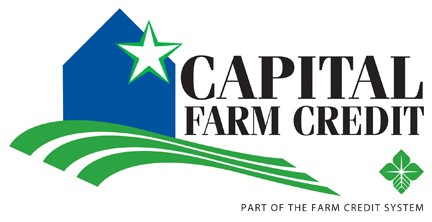 CAPITAL
FARM CREDIT
PART OF THE FARM CREDIT SYSTEM